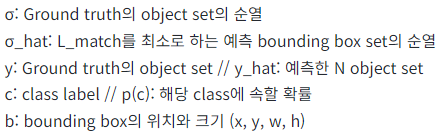 σ: Ground truth의 object set의 순열
σ_hat: L_match를 최소로 하는 예측 bounding box set의 순열
y: Ground truth의 object set // y_hat: 예측한 N object set
c: class label // p(c): 해당 class에 속할 확률
b: bounding box의 위치와 크기 (x, y, w, h)